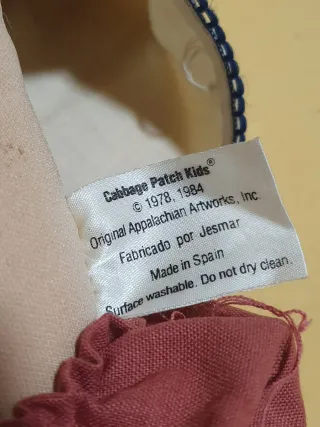 Cabbage Patch Kids®
© 1978, 1984
Original Appalachian Artworks, Inc.
Fabricado por Jesmar
Made in Spain
Surface washable. Do not dry clean.